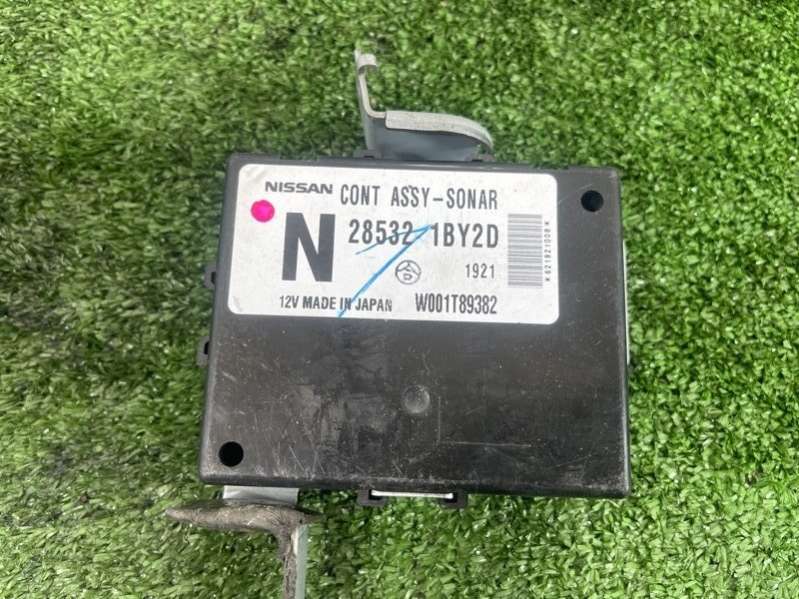 NISSAN CONT ASSY-SONAR
N 28532 1BY2D
1921
12V MADE IN JAPAN W001T89382